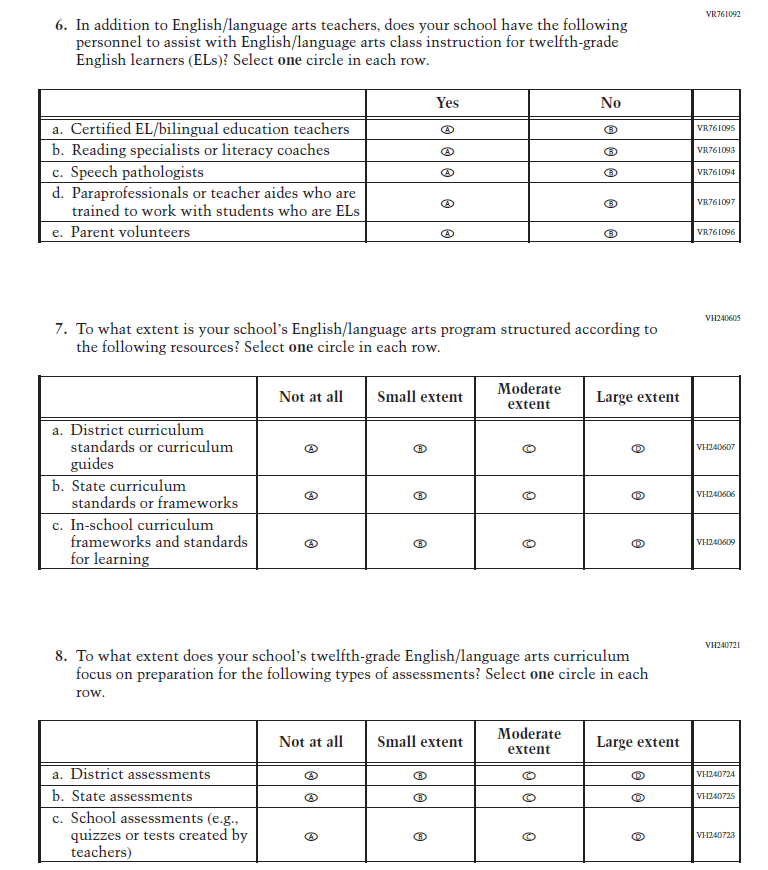 VR761092
6. In addition to English/language arts teachers, does your school have the following
personnel to assist with English/language arts class instruction for twelfth-grade
English learners (ELs)? Select one circle in each row.
Yes No
a. Certified EL/bilingual education teachers A B VR761095
b. Reading specialists or literacy coaches A B VR761093
c. Speech pathologists A B VR761094
d. Paraprofessionals or teacher aides who are
trained to work with students who are ELs A B VR761097
e. Parent volunteers A B VR761096
VH240605
7. To what extent is your school's English/language arts program structured according to
the following resources? Select one circle in each row.
Not at all Small extent Moderate
extent Large extent
a. District curriculum
standards or curriculum A B C D VH240607
guides
b. State curriculum
standards or frameworks A B C D VH240606
c. In-school curriculum
frameworks and standards A B C D VH240609
for learning
VH240721
8. To what extent does your school's twelfth-grade English/language arts curriculum
focus on preparation for the following types of assessments? Select one circle in each
row.
Not at all Small extent Moderate
extent Large extent
a. District assessments A B C D VH240724
b. State assessments A B C D VH240725
c. School assessments (e.g.,
quizzes or tests created by A B C D VH240723
teachers)